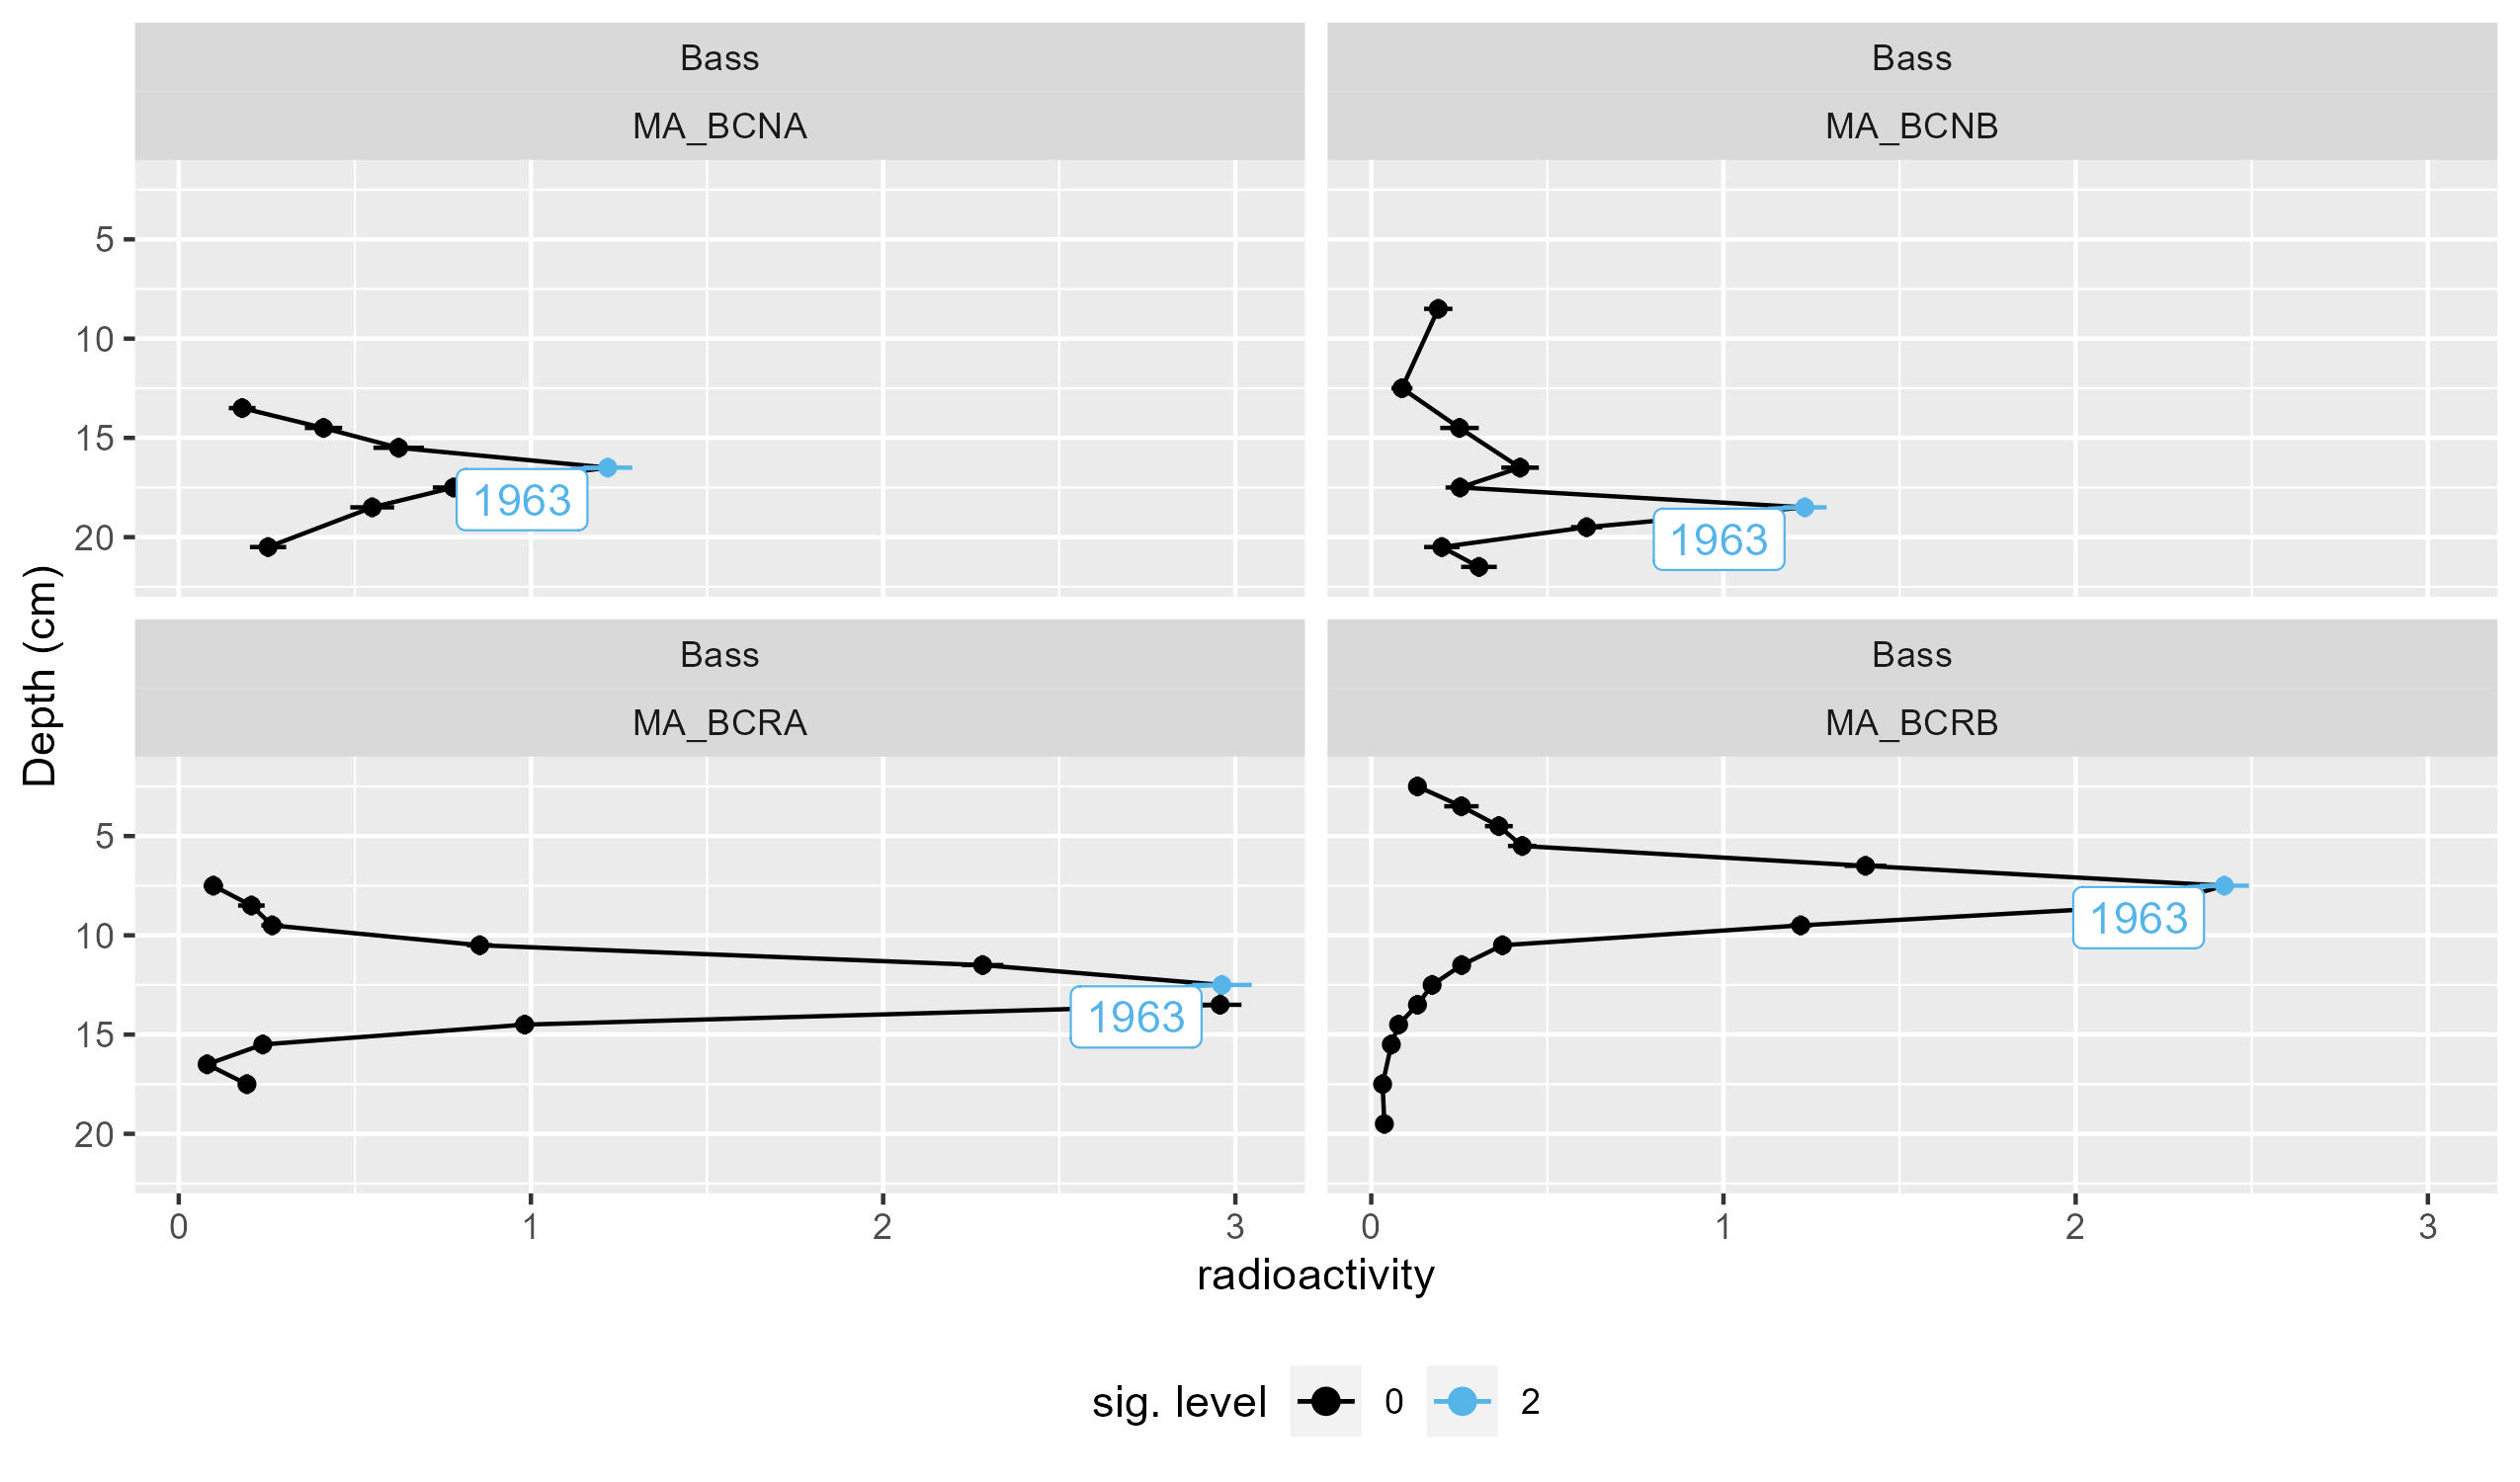 Bass
Bass
MA_BCNA
MA_BCNB
5
10
15
20
1963
1963
Depth (cm)
Bass
Bass
MA_BCRA
MA_BCRB
5
10
15
20
1963
1963
0 1 2 3
0 1 2 3
radioactivity
sig. level 0 2